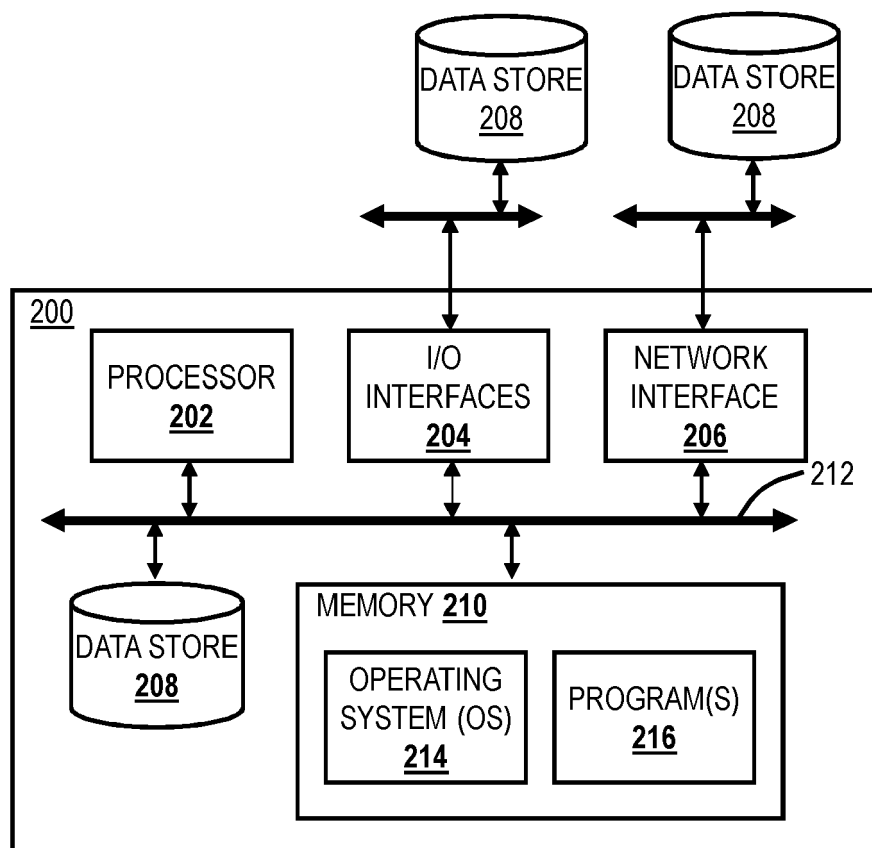 DATA STORE
208
DATA STORE
208
200
PROCESSOR
202
I/O
INTERFACES
204
NETWORK
INTERFACE
206
212
DATA STORE
208
MEMORY 210
OPERATING
SYSTEM (OS)
214
PROGRAM(S)
216